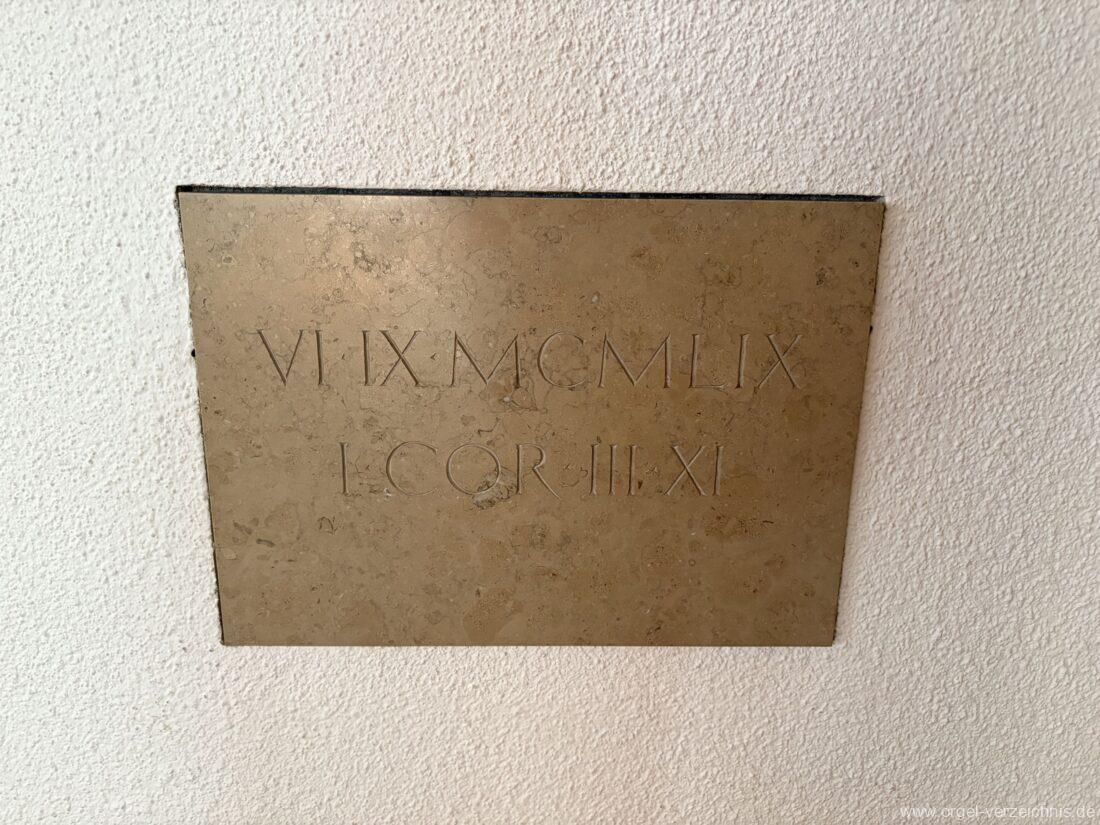 VI IX MCMLIX
I COR III XI
www.orgel-verzeichnis.de